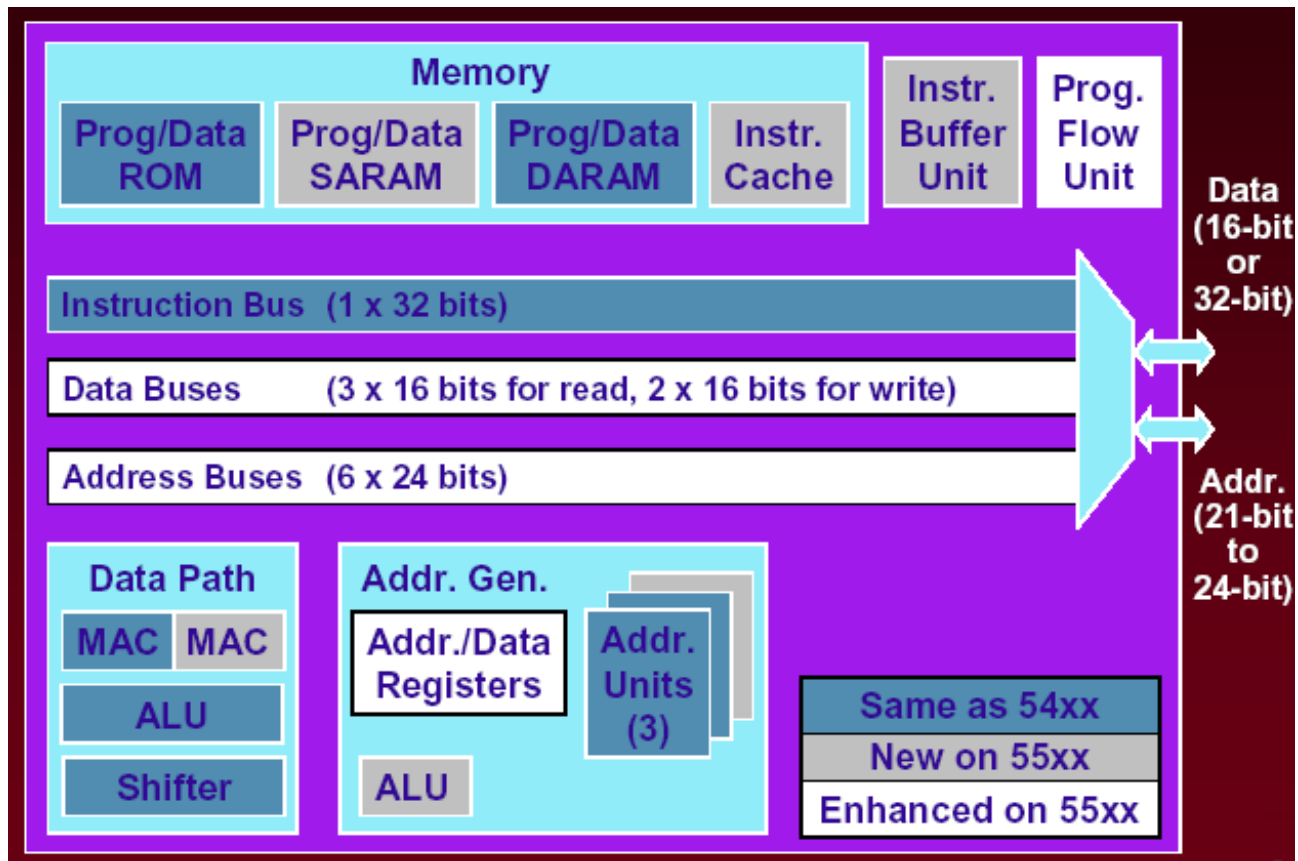 Memory
Prog/Data
ROM
Prog/Data
SARAM
Prog/Data
DARAM
Instr.
Cache
Instr.
Buffer
Unit
Prog.
Flow
Unit
Data
(16-bit
or
32-bit)
Instruction Bus (1 x 32 bits)
Data Buses (3 x 16 bits for read, 2 x 16 bits for write)
Address Buses (6 x 24 bits)
Addr.
(21-bit
to
24-bit)
Data Path
MAC MAC
ALU
Shifter
Addr. Gen.
Addr./Data
Registers
ALU
Addr.
Units
(3)
Same as 54xx
New on 55xx
Enhanced on 55xx